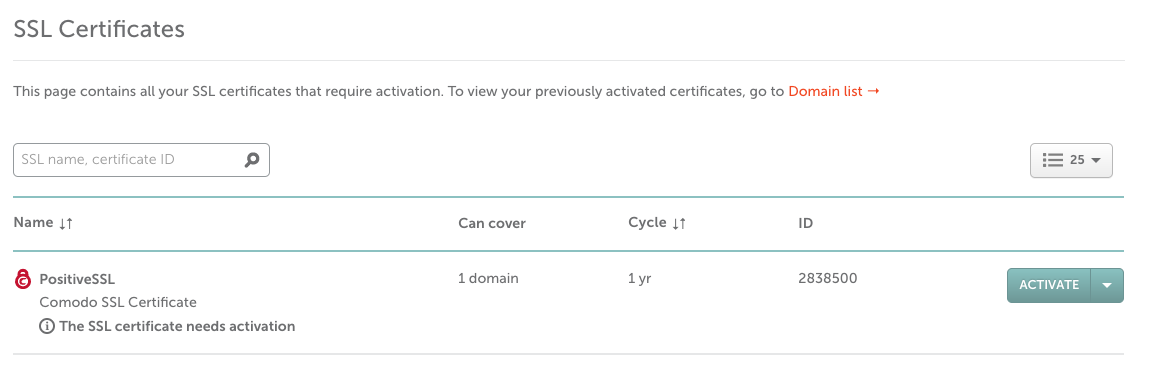 SSL Certificates
This page contains all your SSL certificates that require activation. To view your previously activated certificates, go to Domain list →
SSL name, certificate ID
25
Name ↓↑ Can cover Cycle ↓↑ ID
PositiveSSL 1 domain 1 yr 2838500 ACTIVATE
Comodo SSL Certificate
The SSL certificate needs activation